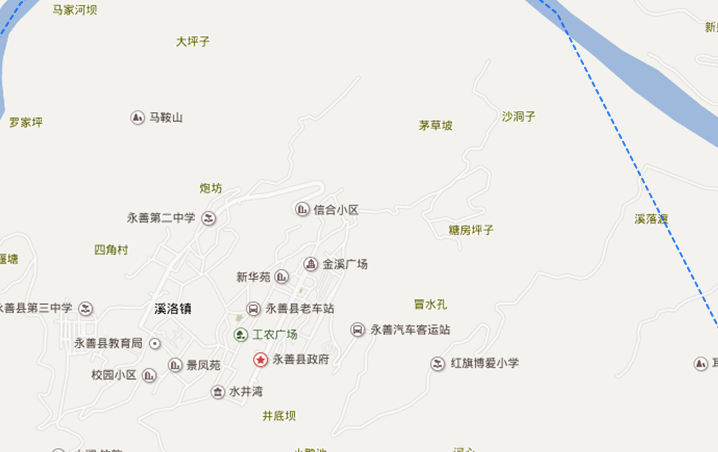 马家河坝
大坪子
马鞍山
罗家坪
茅草坡
沙洞子
炮坊
永善第二中学
信合小区
溪落渡
糖房坪子
四角村
金溪广场
新华苑
冒水孔
永善县第三中学
溪洛镇
永善县老车站
永善汽车客运站
工农广场
永善县教育局
永善县政府
景凤苑
红旗博爱小学
校园小区
水井湾
井底坝